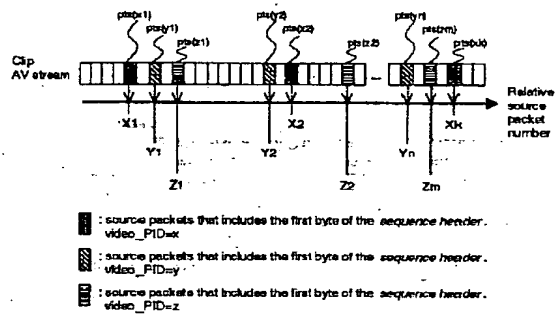 pts(x1) pts(y1) pts(z1) pts(y2) pts(x2) pts(z2) pts(yn) pts(zm) pts(xk)
Clip
AV stream
Relative
source
packet
number
X1 Y1 Z1 Y2 X2 Z2 Yn Zm Xk
: source packets that includes the first byte of the sequence header.
video_PID=x
: source packets that includes the first byte of the sequence header.
video_PID=y
: source packets that includes the first byte of the sequence header.
video_PID=z